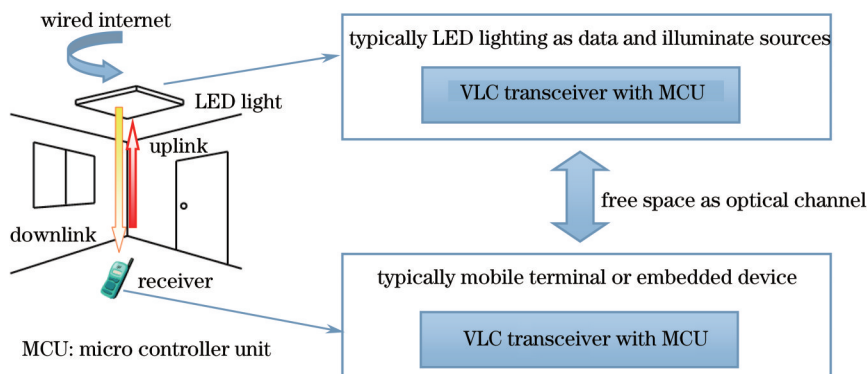 wired internet
LED light
uplink
downlink
receiver
MCU: micro controller unit
typically LED lighting as data and illuminate sources
VLC transceiver with MCU
free space as optical channel
typically mobile terminal or embedded device
VLC transceiver with MCU